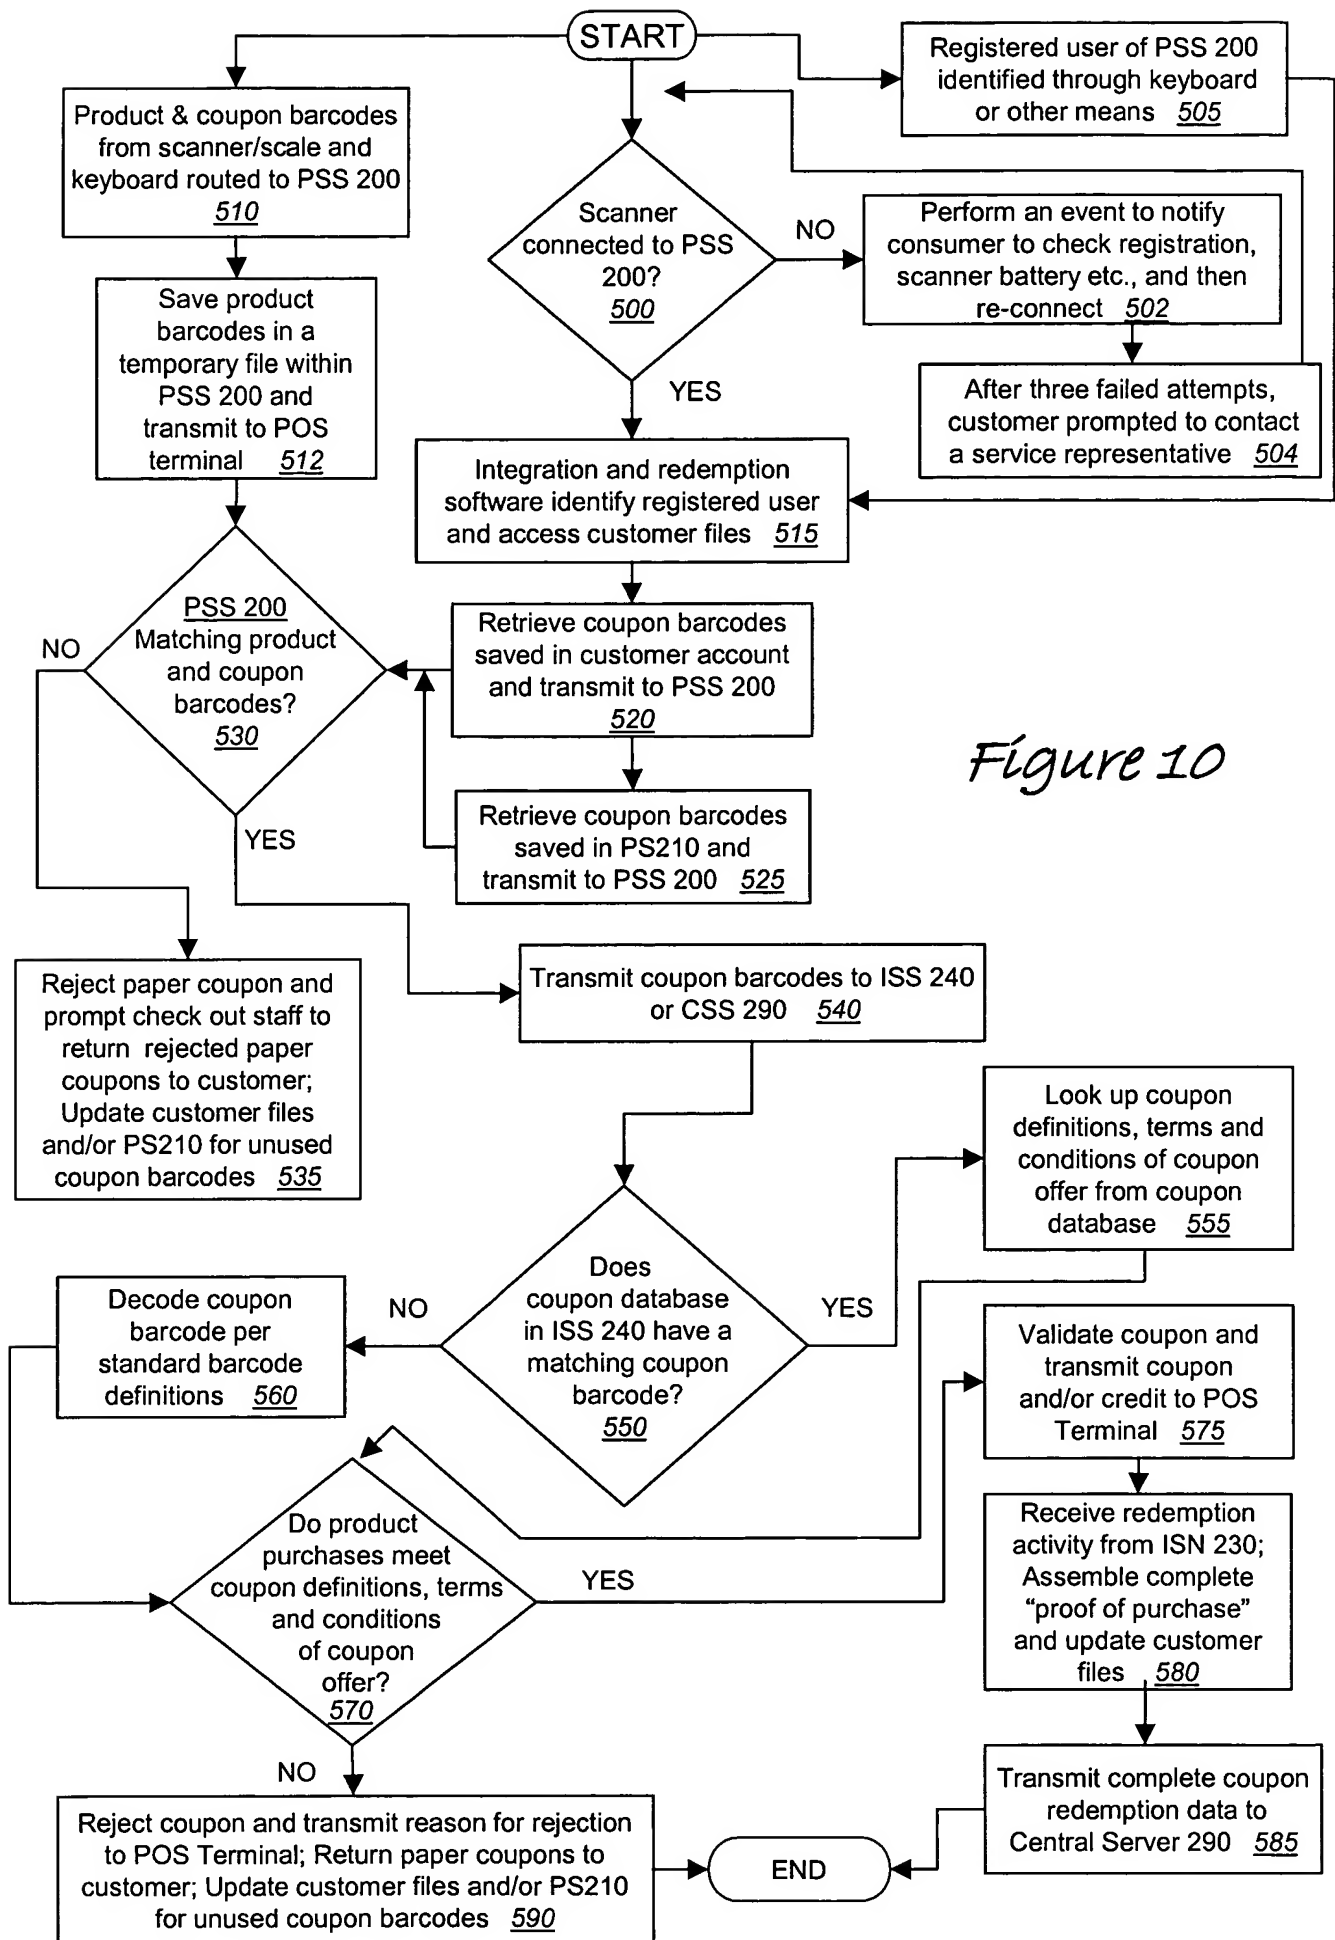 START
Registered user of PSS 200
identified through keyboard
or other means 505
Product & coupon barcodes
from scanner/scale and
keyboard routed to PSS 200
510
Scanner
connected to PSS
200?
500
NO
Perform an event to notify
consumer to check registration,
scanner battery etc., and then
re-connect 502
Save product
barcodes in a
temporary file within
PSS 200 and
transmit to POS
terminal 512
YES
After three failed attempts,
customer prompted to contact
a service representative 504
Integration and redemption
software identify registered user
and access customer files 515
PSS 200
Matching product
and coupon
barcodes?
530
NO
Retrieve coupon barcodes
saved in customer account
and transmit to PSS 200
520
Figure 10
YES
Retrieve coupon barcodes
saved in PS210 and
transmit to PSS 200 525
Reject paper coupon and
prompt check out staff to
return rejected paper
coupons to customer;
Update customer files
and/or PS210 for unused
coupon barcodes 535
Transmit coupon barcodes to ISS 240
or CSS 290 540
Look up coupon
definitions, terms and
conditions of coupon
offer from coupon
database 555
Does
coupon database
in ISS 240 have a
matching coupon
barcode?
550
NO
YES
Decode coupon
barcode per
standard barcode
definitions 560
Validate coupon and
transmit coupon
and/or credit to POS
Terminal 575
Do product
purchases meet
coupon definitions, terms
and conditions
of coupon
offer?
570
YES
Receive redemption
activity from ISN 230;
Assemble complete
“proof of purchase”
and update customer
files 580
NO
Transmit complete coupon
redemption data to
Central Server 290 585
Reject coupon and transmit reason for rejection
to POS Terminal; Return paper coupons to
customer; Update customer files and/or PS210
for unused coupon barcodes 590
END